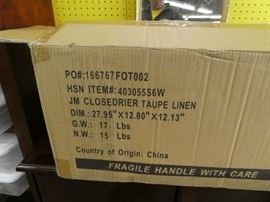 PO#:166767FOT002
HSN ITEM#:403055S6W
JM CLOSEDRIER TAUPE LINEN
DIM.:27.95"X12.80"X12.13"
G.W.: 17 Lbs
N.W.: 15 Lbs
Country of Origin: China
FRAGILE HANDLE WITH CARE